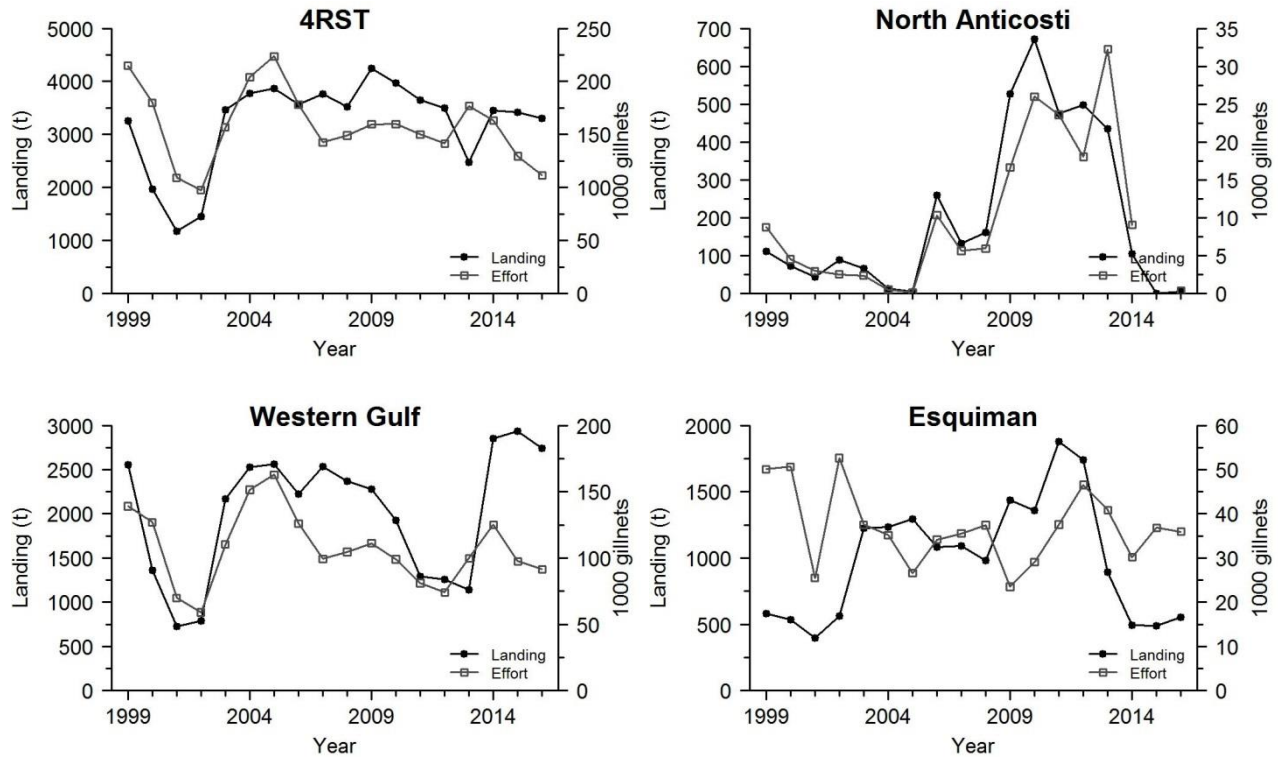 4RST
5000
4000
3000
2000
1000
0
Landing (t)
250
200
150
100
50
0
1000 gillnets
Landing
Effort
1999
2004
2009
2014
Year
North Anticosti
700
600
500
400
300
200
100
0
Landing (t)
35
30
25
20
15
10
5
0
1000 gillnets
Landing
Effort
1999
2004
2009
2014
Year
Western Gulf
3000
2500
2000
1500
1000
500
0
Landing (t)
200
150
100
50
0
1000 gillnets
Landing
Effort
1999
2004
2009
2014
Year
Esquiman
2000
1500
1000
500
0
Landing (t)
60
50
40
30
20
10
0
1000 gillnets
Landing
Effort
1999
2004
2009
2014
Year